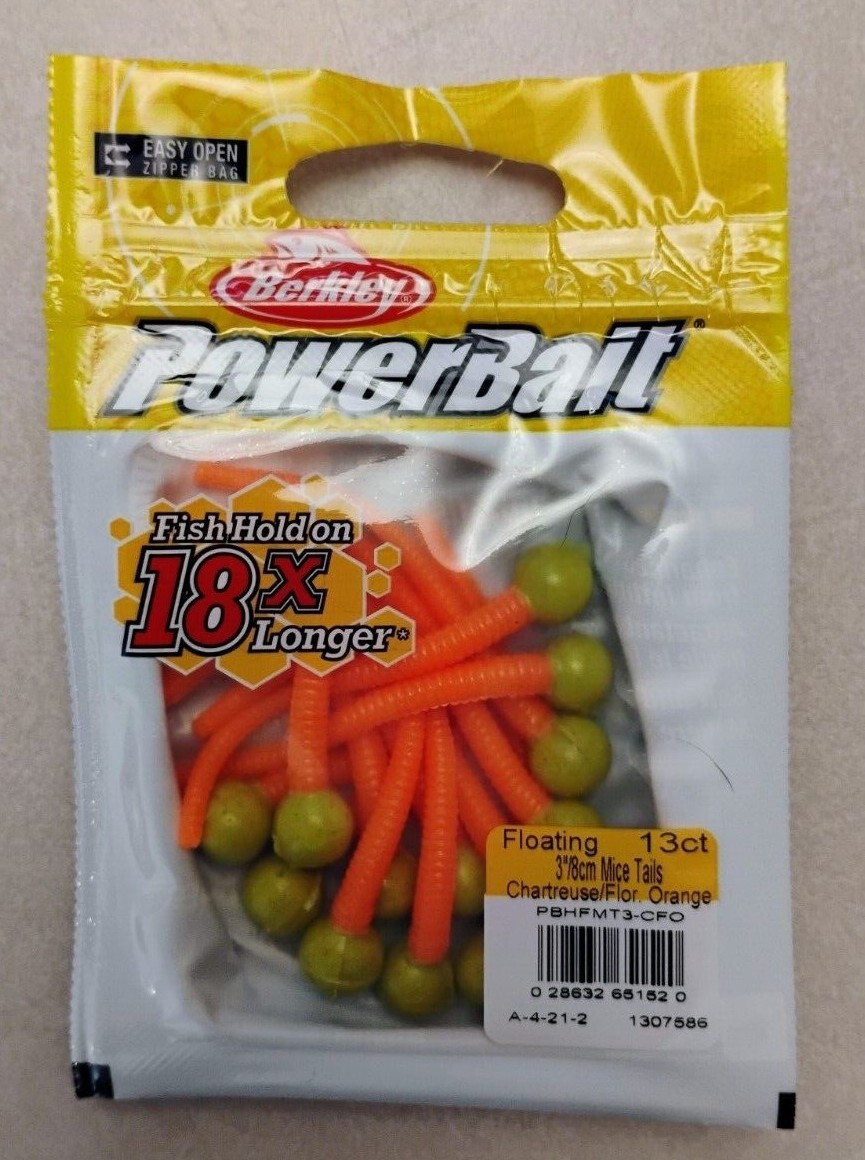 EASY OPEN
ZIPPER BAG
Berkley®
PowerBait®
Fish Hold on
18x
Longer*
Floating 13ct
3"/8cm Mice Tails
Chartreuse/Flor. Orange
PBHFMT3-CFO
0 28632 65152 0
A-4-21-2 1307586